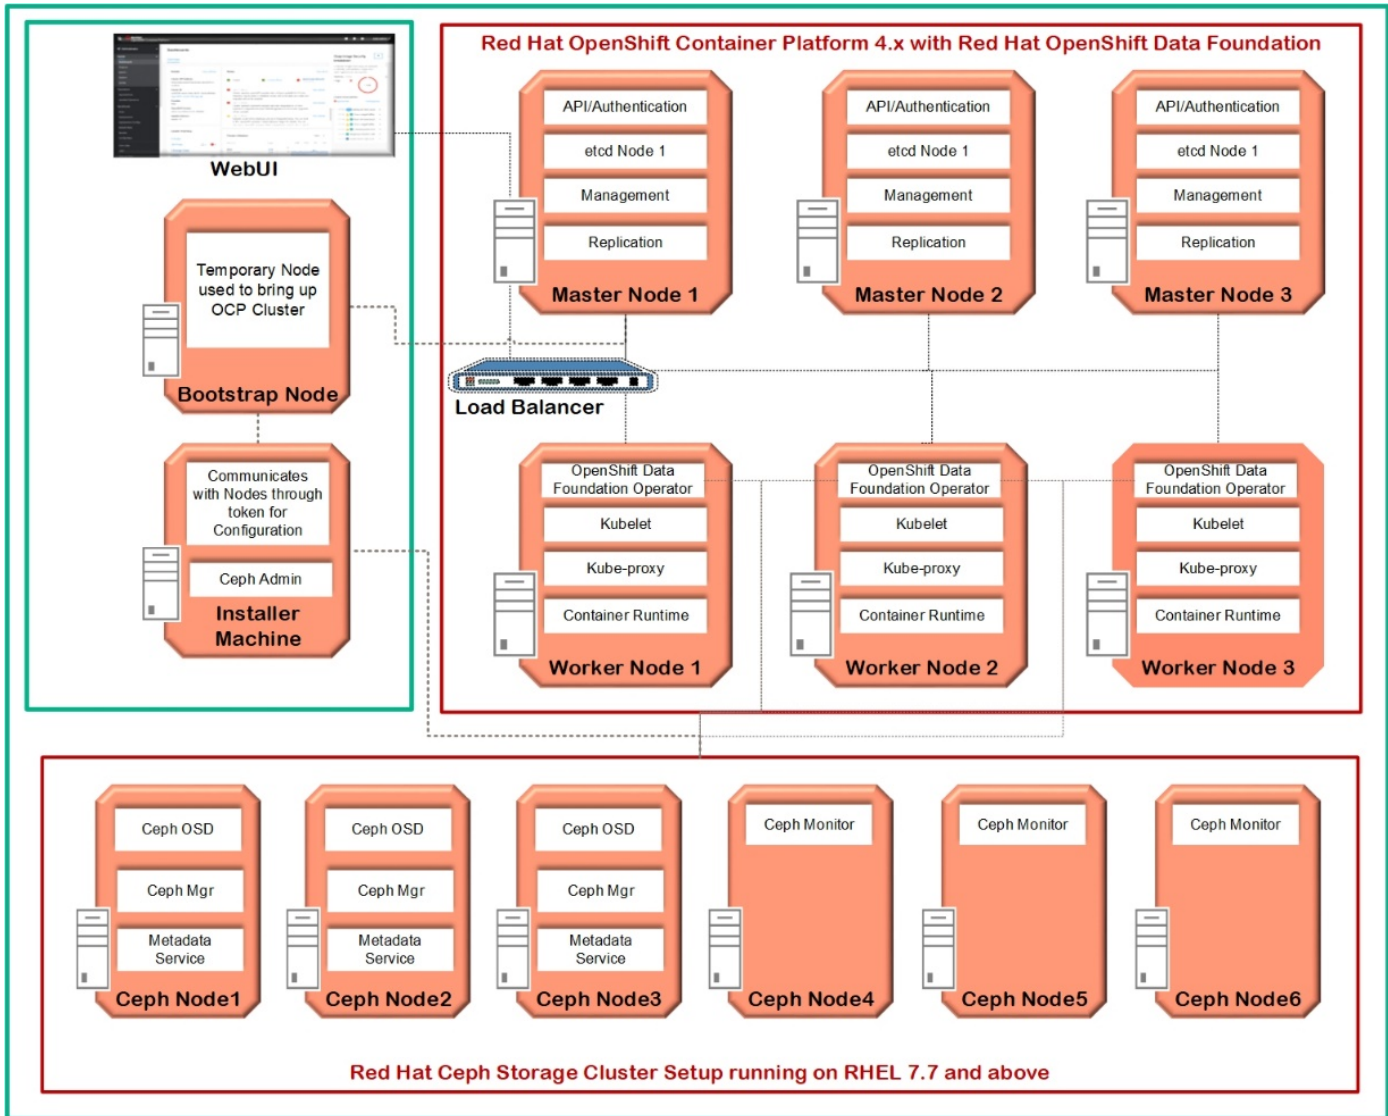 WebUI
Temporary Node
used to bring up
OCP Cluster
Bootstrap Node
Communicates
with Nodes through
token for
Configuration
Ceph Admin
Installer
Machine
Red Hat OpenShift Container Platform 4.x with Red Hat OpenShift Data Foundation
API/Authentication
etcd Node 1
Management
Replication
Master Node 1
API/Authentication
etcd Node 1
Management
Replication
Master Node 2
API/Authentication
etcd Node 1
Management
Replication
Master Node 3
Load Balancer
OpenShift Data
Foundation Operator
Kubelet
Kube-proxy
Container Runtime
Worker Node 1
OpenShift Data
Foundation Operator
Kubelet
Kube-proxy
Container Runtime
Worker Node 2
OpenShift Data
Foundation Operator
Kubelet
Kube-proxy
Container Runtime
Worker Node 3
Ceph OSD
Ceph Mgr
Metadada
Service
Ceph Node1
Ceph OSD
Ceph Mgr
Metadada
Service
Ceph Node2
Ceph OSD
Ceph Mgr
Metadada
Service
Ceph Node3
Ceph Monitor
Ceph Node4
Ceph Monitor
Ceph Node5
Ceph Monitor
Ceph Node6
Red Hat Ceph Storage Cluster Setup running on RHEL 7.7 and above